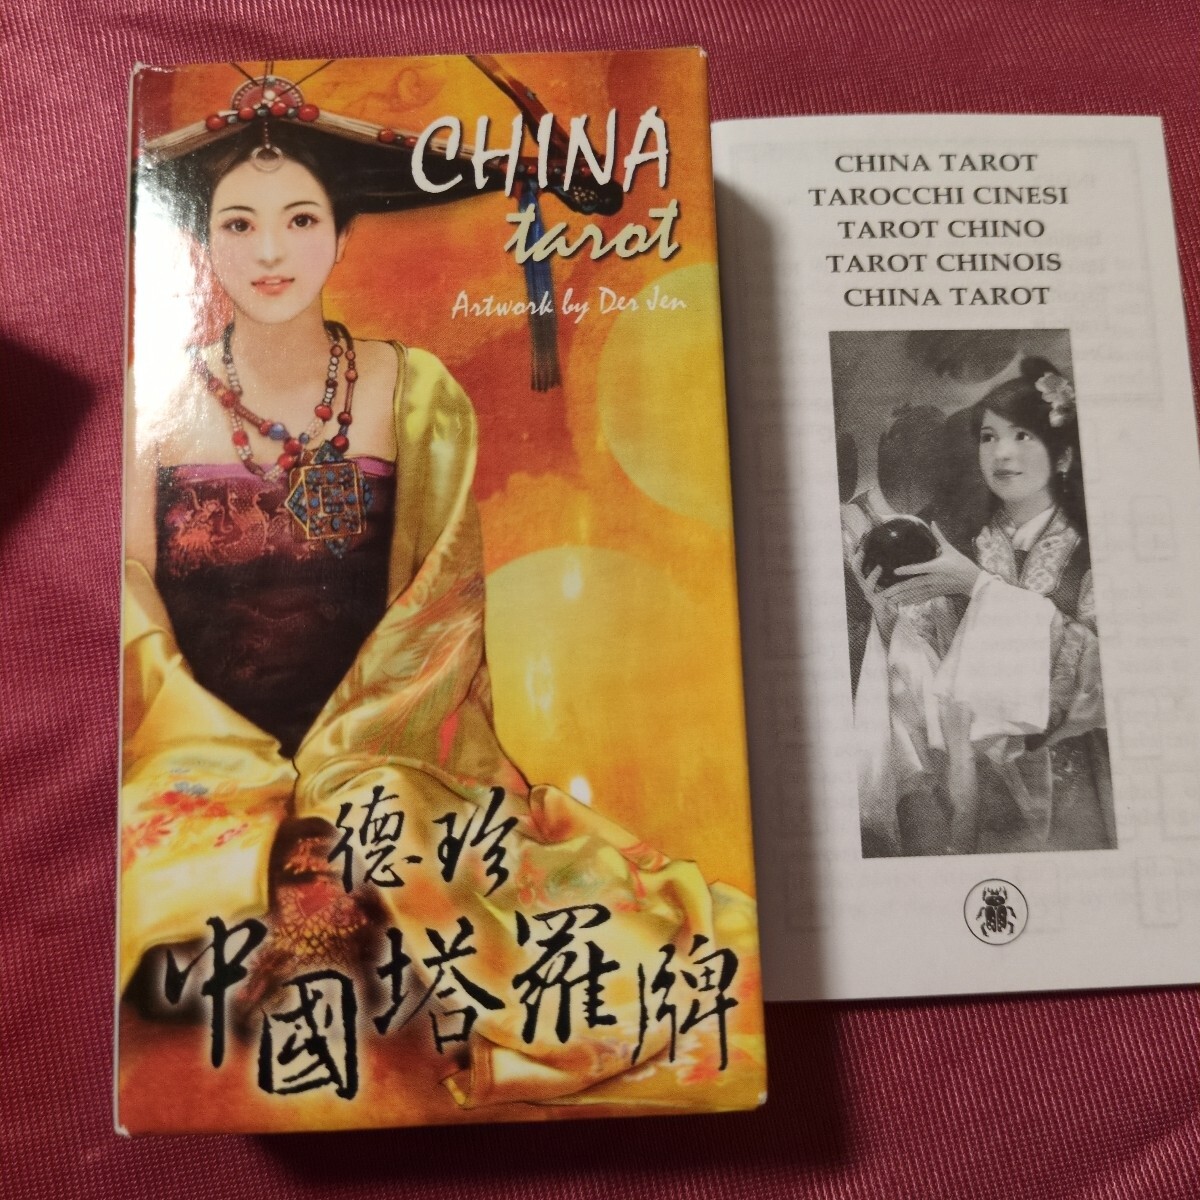 CHINA
tarot
Artwork by Der Jen
德珍
中國塔羅牌
CHINA TAROT
TAROCCHI CINESI
TAROT CHINO
TAROT CHINOIS
CHINA TAROT